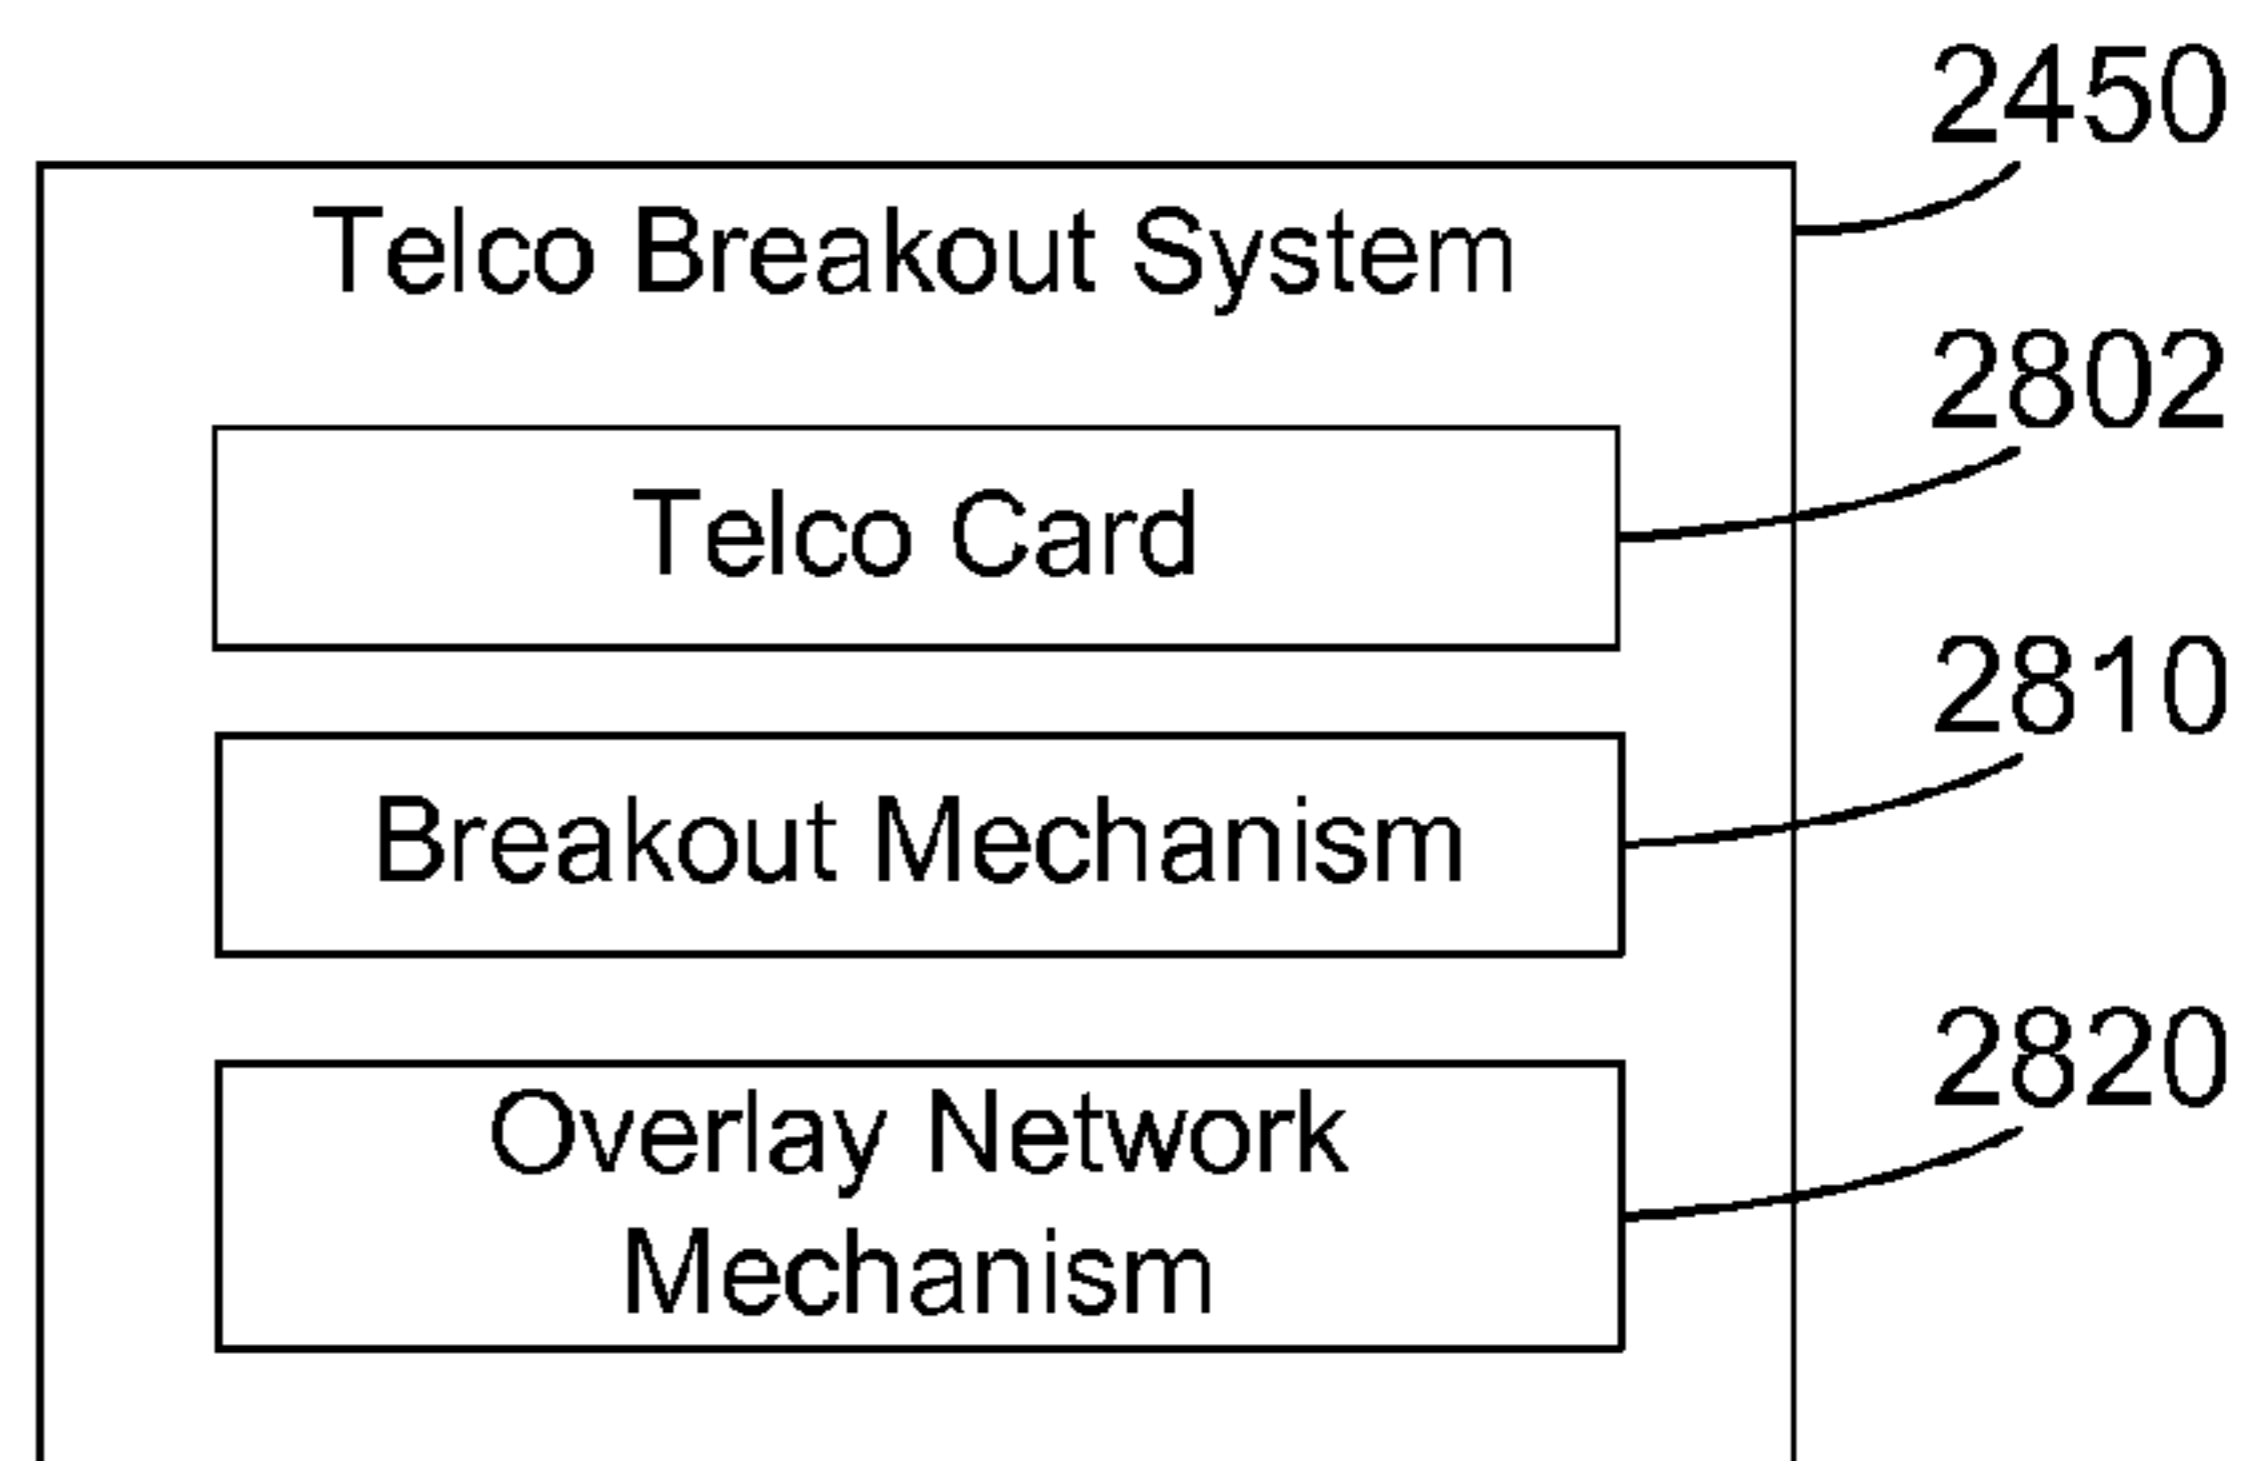 2450
Telco Breakout System
2802
Telco Card
2810
Breakout Mechanism
2820
Overlay Network
Mechanism